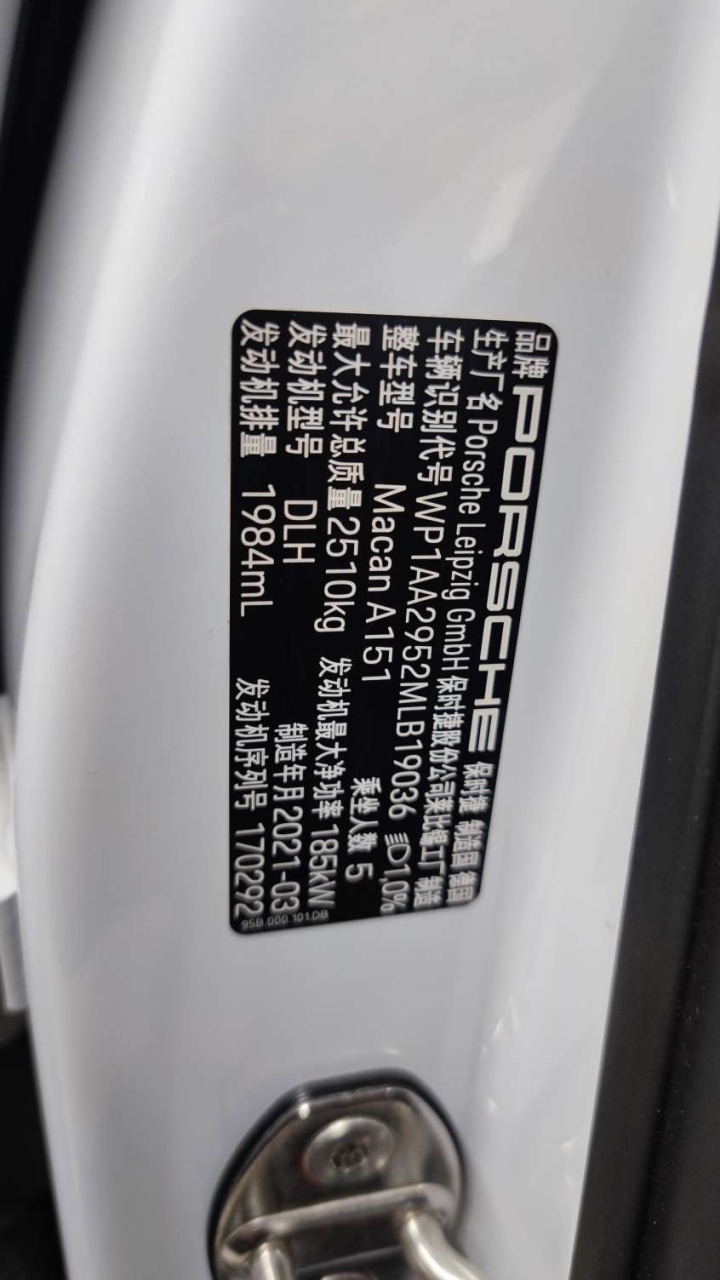 品牌 PORSCHE 保时捷 制造国 德国
生产厂名 Porsche Leipzig GmbH 保时捷股份公司莱比锡工厂 制造
车辆识别代号 WP1AA2952MLB19036 1,0%
整车型号 Macan A151 乘坐人数 5
最大允许总质量 2510kg 发动机最大净功率 185kW
发动机型号 DLH 制造年月 2021-03
发动机排量 1984mL 发动机序列号 170292
95B 000 101 DB